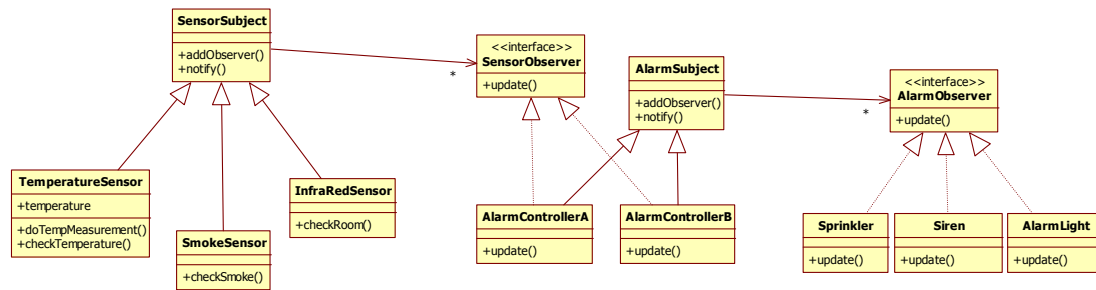 SensorSubject
+addObserver()
+notify()
*
<<interface>>
SensorObserver
+update()
AlarmSubject
+addObserver()
+notify()
*
<<interface>>
AlarmObserver
+update()
TemperatureSensor
+temperature
+doTempMeasurement()
+checkTemperature()
SmokeSensor
+checkSmoke()
InfraRedSensor
+checkRoom()
AlarmControllerA
+update()
AlarmControllerB
+update()
Sprinkler
+update()
Siren
+update()
AlarmLight
+update()